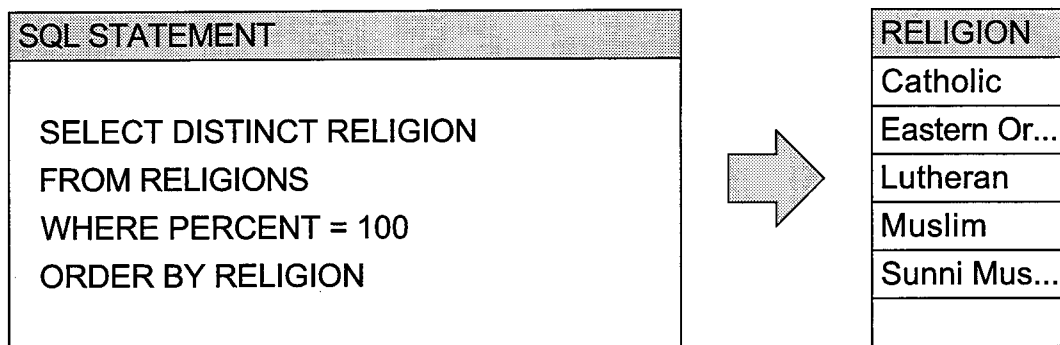 SQL STATEMENT
SELECT DISTINCT RELIGION
FROM RELIGIONS
WHERE PERCENT = 100
ORDER BY RELIGION
RELIGION
Catholic
Eastern Or...
Lutheran
Muslim
Sunni Mus...